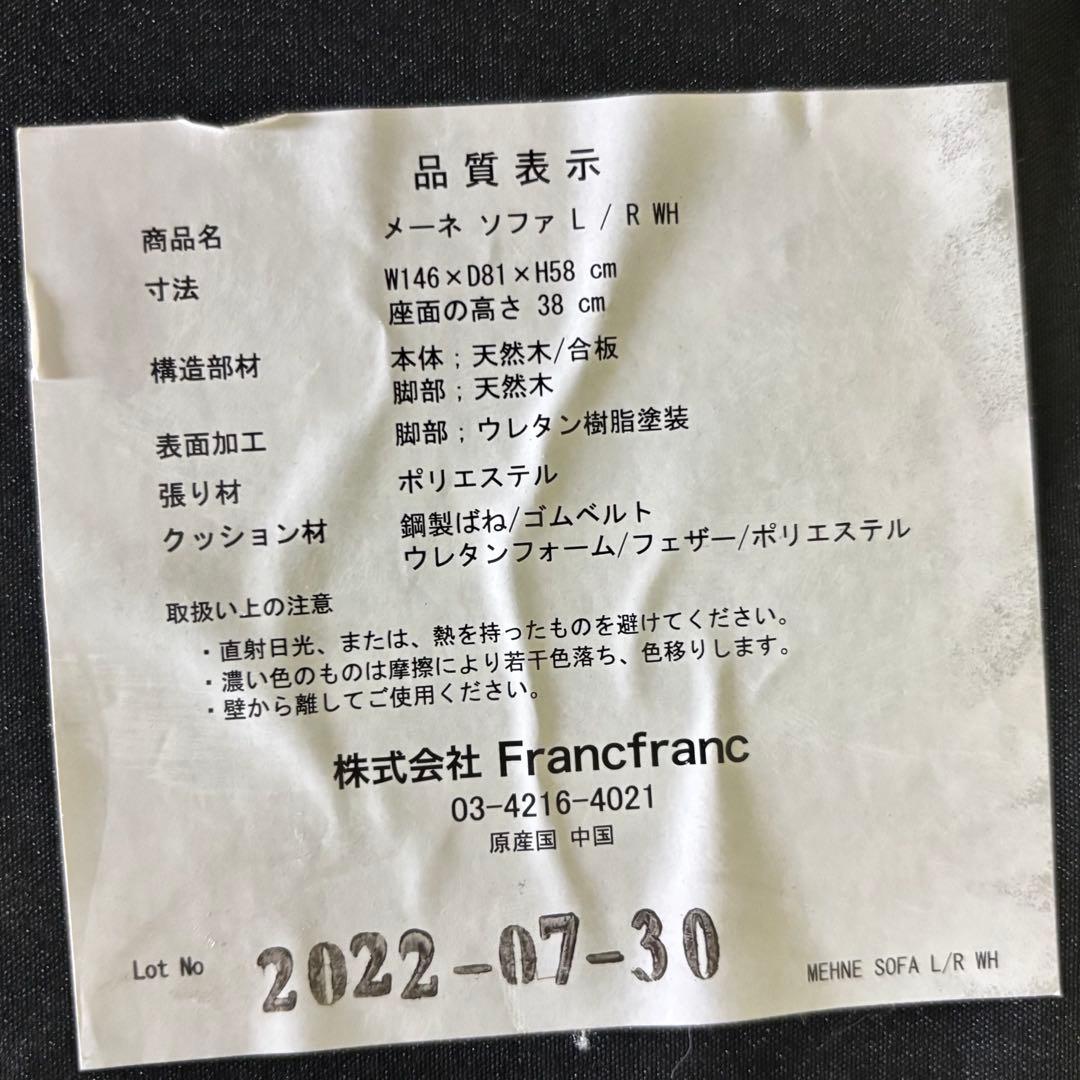 品質表示
商品名 メーネ ソファ L / R WH
寸法 W146×D81×H58 cm
座面の高さ 38 cm
構造部材 本体；天然木/合板
脚部；天然木
表面加工 脚部；ウレタン樹脂塗装
張り材 ポリエステル
クッション材 鋼製ばね/ゴムベルト
ウレタンフォーム/フェザー/ポリエステル
取扱い上の注意
・直射日光、または、熱を持ったものを避けてください。
・濃い色のものは摩擦により若干色落ち、色移りします。
・壁から離してご使用ください。
株式会社 Francfranc
03-4216-4021
原産国 中国
Lot No 2022-07-30 MEHNE SOFA L/R WH